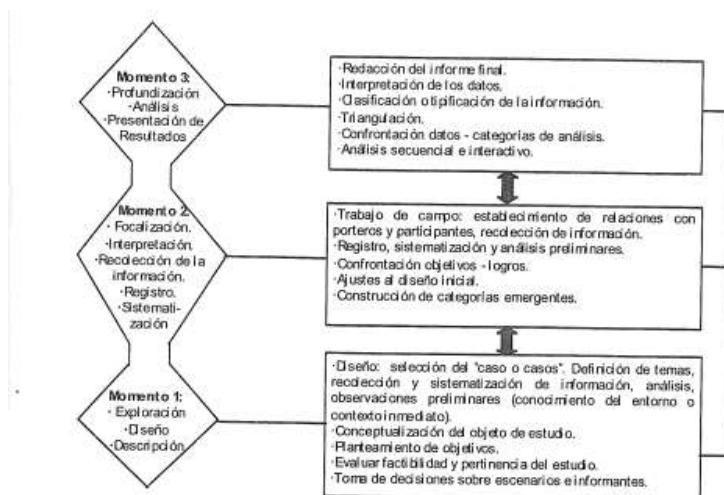 Momento 3:
·Profundización
·Análisis
·Presentación de
Resultados
·Redacción del informe final.
·Interpretación de los datos.
·Clasificación o tipificación de la información.
·Triangulación.
·Confrontación datos - categorías de análisis.
·Análisis secuencial e interactivo.
Momento 2:
·Focalización.
·Interpretación.
·Recolección de la
información.
·Registro.
·Sistemati-
zación
·Trabajo de campo: establecimiento de relaciones con
porteros y participantes, recolección de información.
·Registro, sistematización y análisis preliminares.
·Confrontación objetivos - logros.
·Ajustes al diseño inicial.
·Construcción de categorías emergentes.
Momento 1:
·Exploración
·Diseño
·Descripción.
·Diseño: selección del "caso o casos". Definición de temas,
recolección y sistematización de información, análisis,
observaciones preliminares (conocimiento del entorno o
contexto inmediato).
·Conceptualización del objeto de estudio.
·Planteamiento de objetivos.
·Evaluar factibilidad y pertinencia del estudio.
·Toma de decisiones sobre escenarios e informantes.